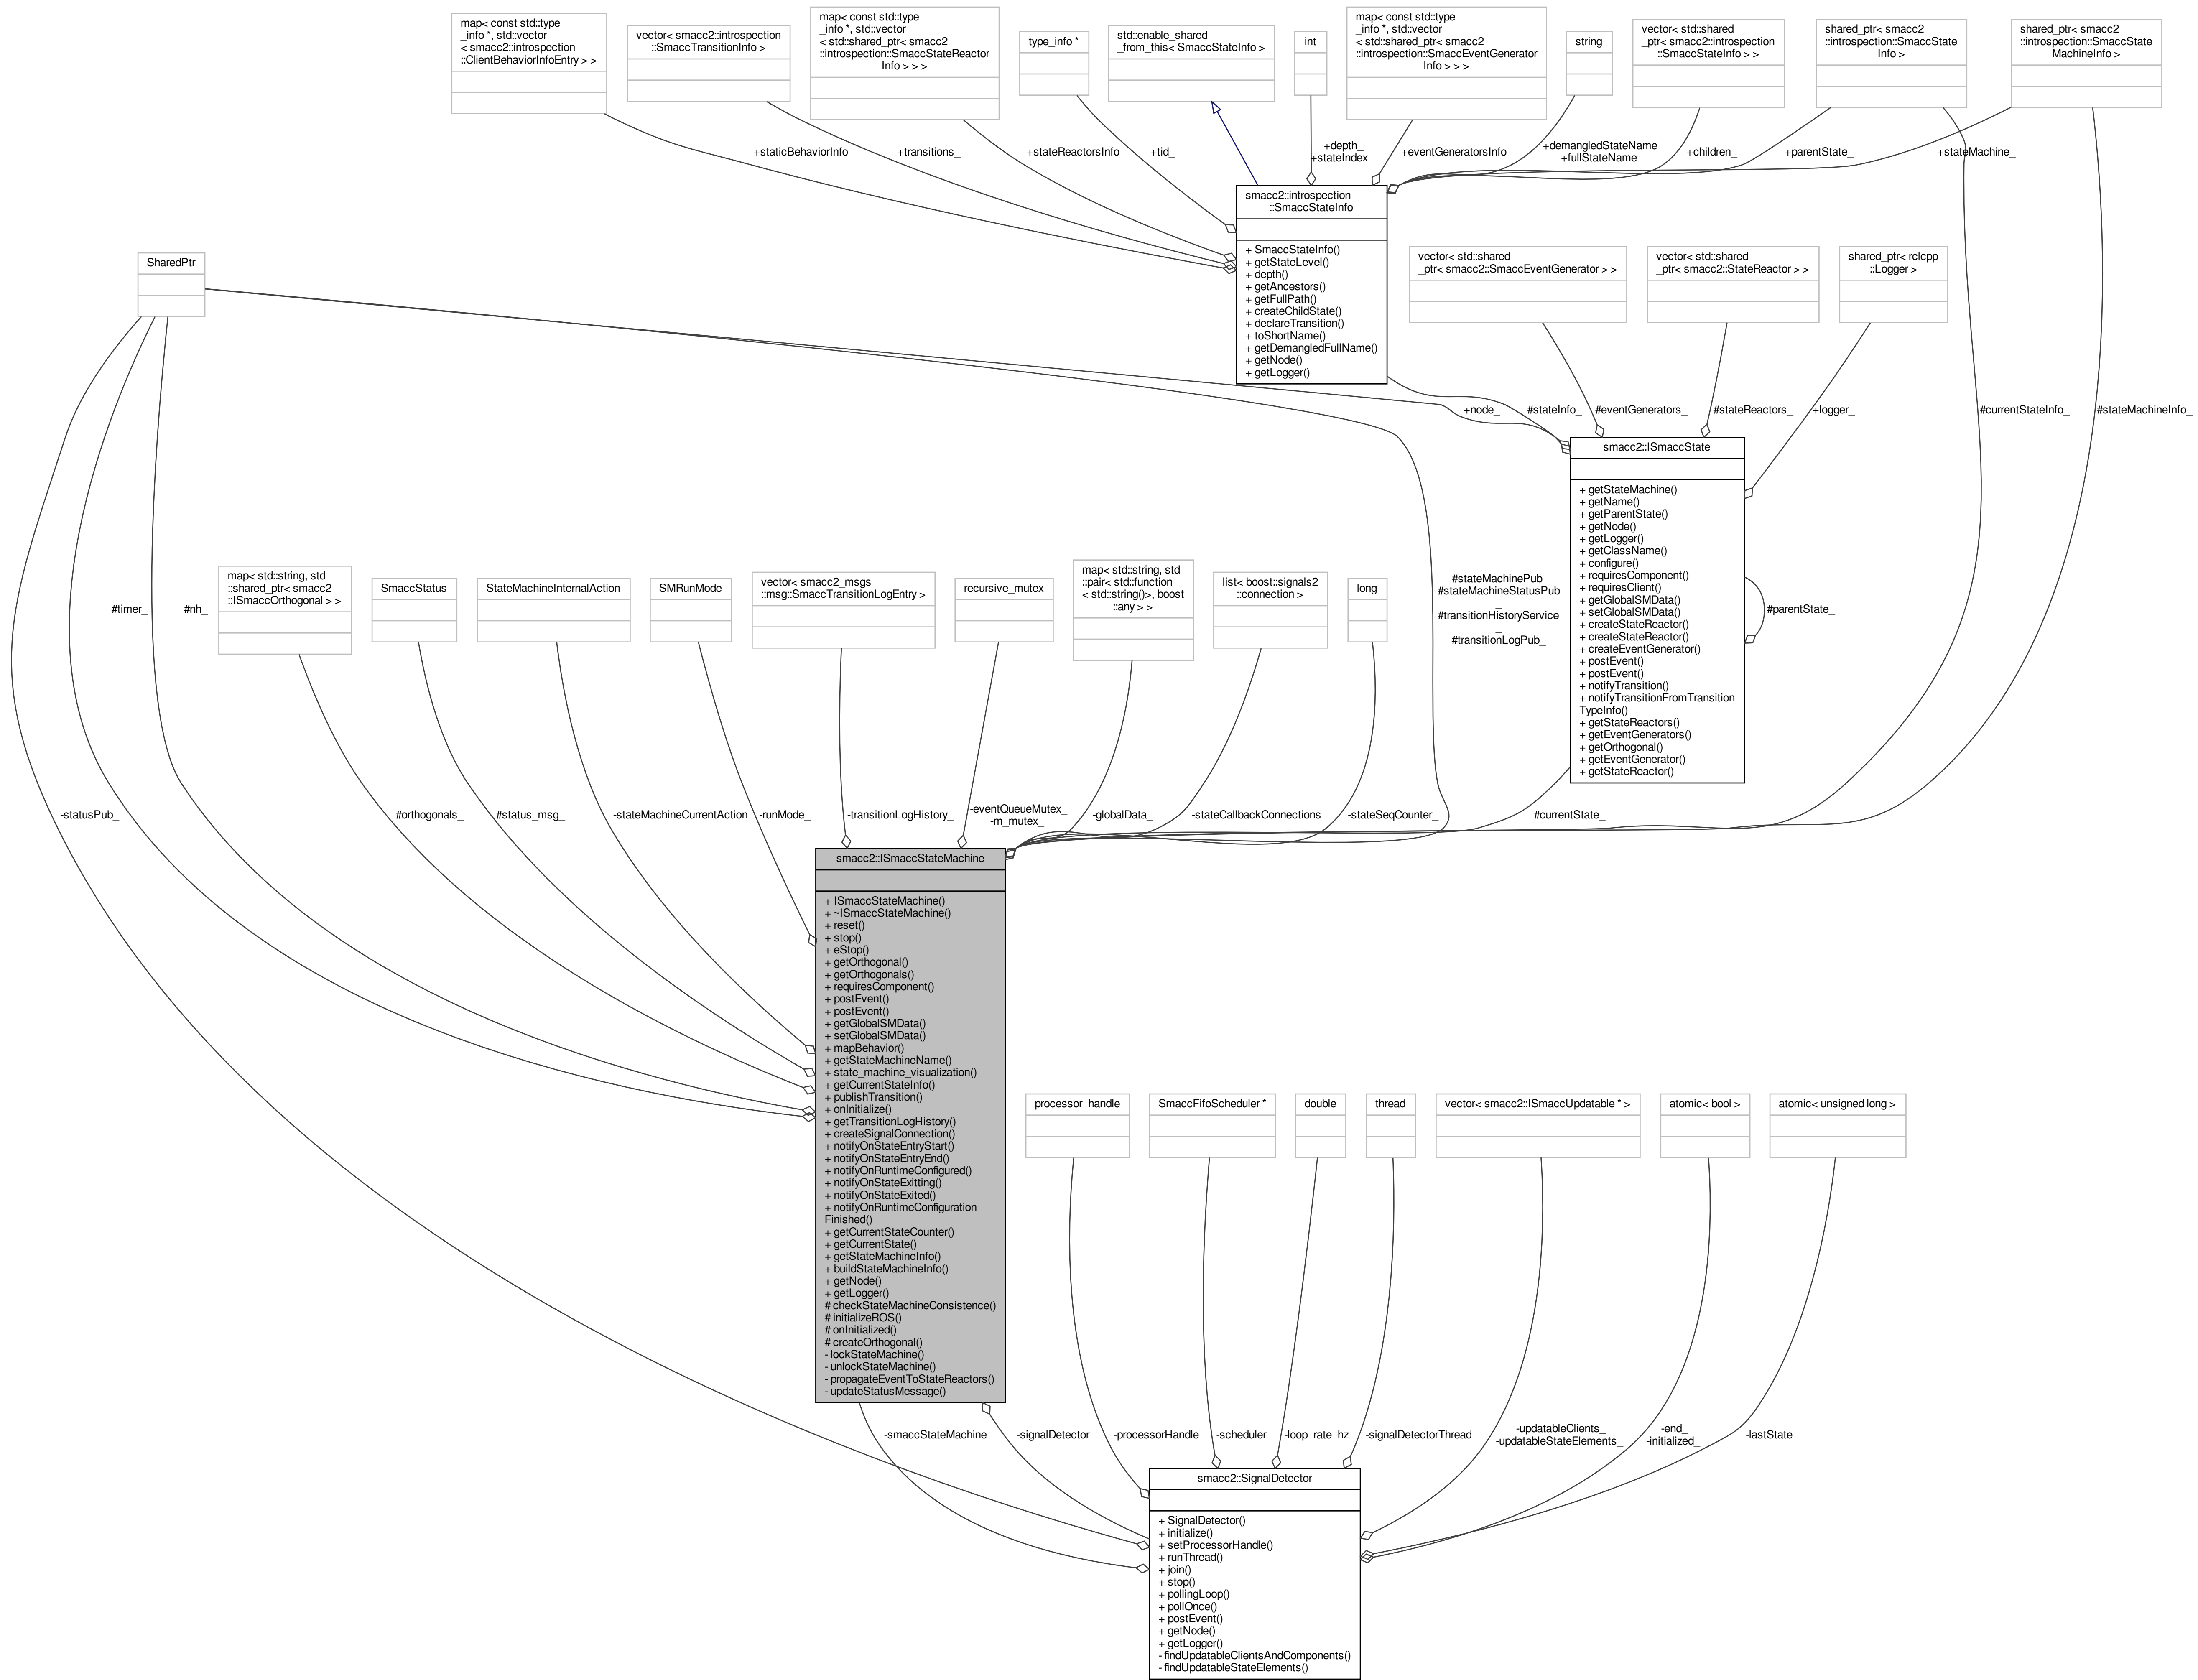 map< const std::type
_info *, std::vector
< smacc2::introspection
::ClientBehaviorInfoEntry > >
vector< smacc2::introspection
::SmaccTransitionInfo >
map< const std::type
_info *, std::vector
< std::shared_ptr< smacc2
::introspection::SmaccStateReactor
Info > > >
type_info *
std::enable_shared
_from_this< SmaccStateInfo >
int
map< const std::type
_info *, std::vector
< std::shared_ptr< smacc2
::introspection::SmaccEventGenerator
Info > > >
string
vector< std::shared
_ptr< smacc2::introspection
::SmaccStateInfo > >
shared_ptr< smacc2
::introspection::SmaccState
Info >
shared_ptr< smacc2
::introspection::SmaccState
MachineInfo >
+staticBehaviorInfo
+transitions_
+stateReactorsInfo
+tid_
+depth_
+stateIndex_
+eventGeneratorsInfo
+demangledStateName
+fullStateName
+children_
+parentState_
+stateMachine_
smacc2::introspection
::SmaccStateInfo
+ SmaccStateInfo()
+ getStateLevel()
+ depth()
+ getAncestors()
+ getFullPath()
+ createChildState()
+ declareTransition()
+ toShortName()
+ getDemangledFullName()
+ getNode()
+ getLogger()
SharedPtr
vector< std::shared
_ptr< smacc2::SmaccEventGenerator > >
vector< std::shared
_ptr< smacc2::StateReactor > >
shared_ptr< rclcpp
::Logger >
+node_
#stateInfo_
#eventGenerators_
#stateReactors_
+logger_
#currentStateInfo_
#stateMachineInfo_
smacc2::ISmaccState
+ getStateMachine()
+ getName()
+ getParentState()
+ getNode()
+ getLogger()
+ getClassName()
+ configure()
+ requiresComponent()
+ requiresClient()
+ getGlobalSMData()
+ setGlobalSMData()
+ createStateReactor()
+ createStateReactor()
+ createEventGenerator()
+ postEvent()
+ postEvent()
+ notifyTransition()
+ notifyTransitionFromTransition
TypeInfo()
+ getStateReactors()
+ getEventGenerators()
+ getOrthogonal()
+ getEventGenerator()
+ getStateReactor()
#parentState_
#timer_
#nh_
map< std::string, std
::shared_ptr< smacc2
::ISmaccOrthogonal > >
SmaccStatus
StateMachineInternalAction
SMRunMode
vector< smacc2_msgs
::msg::SmaccTransitionLogEntry >
recursive_mutex
map< std::string, std
::pair< std::function
< std::string()>, boost
::any > >
list< boost::signals2
::connection >
long
#stateMachinePub_
#stateMachineStatusPub
_
#transitionHistoryService
_
#transitionLogPub_
-statusPub_
#orthogonals_
#status_msg_
-stateMachineCurrentAction
-runMode_
-transitionLogHistory_
-eventQueueMutex_
-m_mutex_
-globalData_
-stateCallbackConnections
-stateSeqCounter_
#currentState_
smacc2::ISmaccStateMachine
+ ISmaccStateMachine()
+ ~ISmaccStateMachine()
+ reset()
+ stop()
+ eStop()
+ getOrthogonal()
+ getOrthogonals()
+ requiresComponent()
+ postEvent()
+ postEvent()
+ getGlobalSMData()
+ setGlobalSMData()
+ mapBehavior()
+ getStateMachineName()
+ state_machine_visualization()
+ getCurrentStateInfo()
+ publishTransition()
+ onInitialize()
+ getTransitionLogHistory()
+ createSignalConnection()
+ notifyOnStateEntryStart()
+ notifyOnStateEntryEnd()
+ notifyOnRuntimeConfigured()
+ notifyOnStateExitting()
+ notifyOnStateExited()
+ notifyOnRuntimeConfiguration
Finished()
+ getCurrentStateCounter()
+ getCurrentState()
+ getStateMachineInfo()
+ buildStateMachineInfo()
+ getNode()
+ getLogger()
# checkStateMachineConsistence()
# initializeROS()
# onInitialized()
# createOrthogonal()
- lockStateMachine()
- unlockStateMachine()
- propagateEventToStateReactors()
- updateStatusMessage()
processor_handle
SmaccFifoScheduler *
double
thread
vector< smacc2::ISmaccUpdatable * >
atomic< bool >
atomic< unsigned long >
-smaccStateMachine_
-signalDetector_
-processorHandle_
-scheduler_
-loop_rate_hz
-signalDetectorThread_
-updatableClients_
-updatableStateElements_
-end_
-initialized_
-lastState_
smacc2::SignalDetector
+ SignalDetector()
+ initialize()
+ setProcessorHandle()
+ runThread()
+ join()
+ stop()
+ pollingLoop()
+ pollOnce()
+ postEvent()
+ getNode()
+ getLogger()
- findUpdatableClientsAndComponents()
- findUpdatableStateElements()